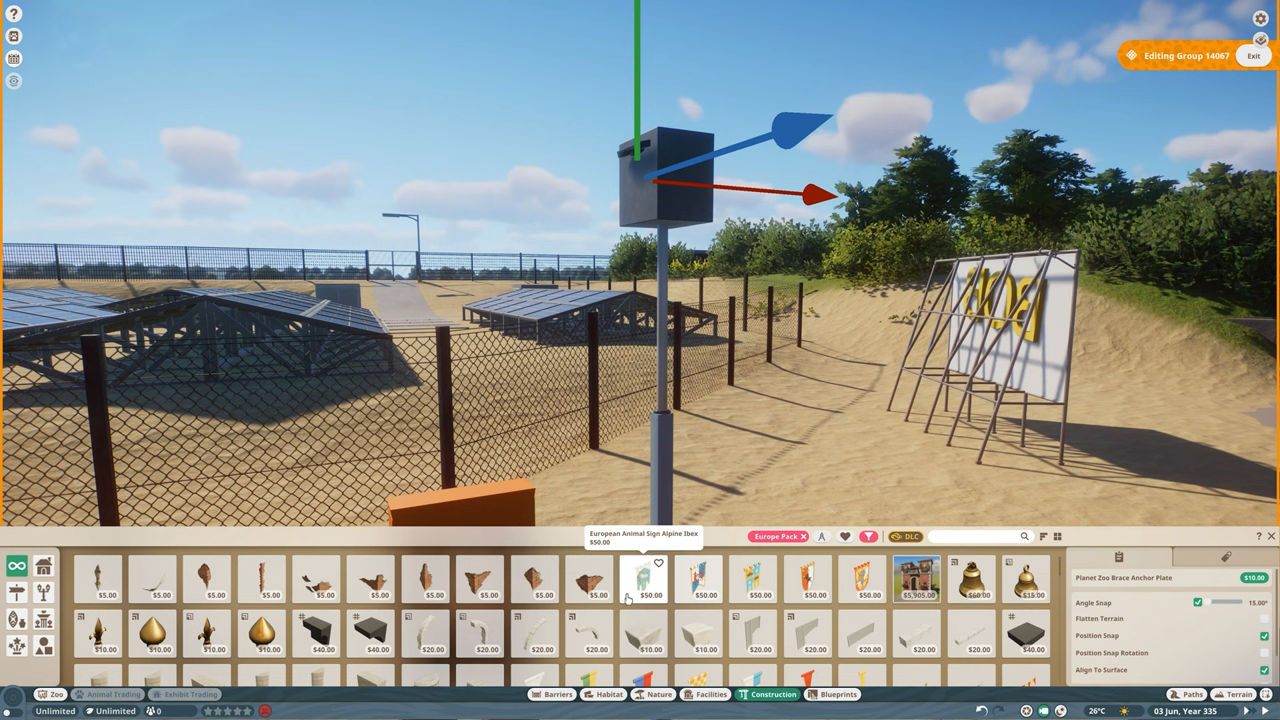 ?
Editing Group 14067
Exit
European Animal Sign Alpine Ibex
$50.00
Europe Pack ×
DLC
? ×
$5.00 $5.00 $5.00 $5.00 $5.00 $5.00 $5.00 $5.00 $5.00 $5.00 $50.00 $50.00 $50.00 $50.00 $50.00 $5,905.00 $60.00 $15.00
$10.00 $10.00 $10.00 $10.00 $40.00 $40.00 $20.00 $20.00 $20.00 $20.00 $10.00 $10.00 $20.00 $20.00 $20.00 $20.00 $20.00 $40.00
Planet Zoo Brace Anchor Plate $10.00
Angle Snap 15.00°
Flatten Terrain
Position Snap
Position Snap Rotation
Align To Surface
Zoo Animal Trading Exhibit Trading Barriers Habitat Nature Facilities Construction Blueprints Paths Terrain
Unlimited Unlimited 0 26°C 03 Jun, Year 335